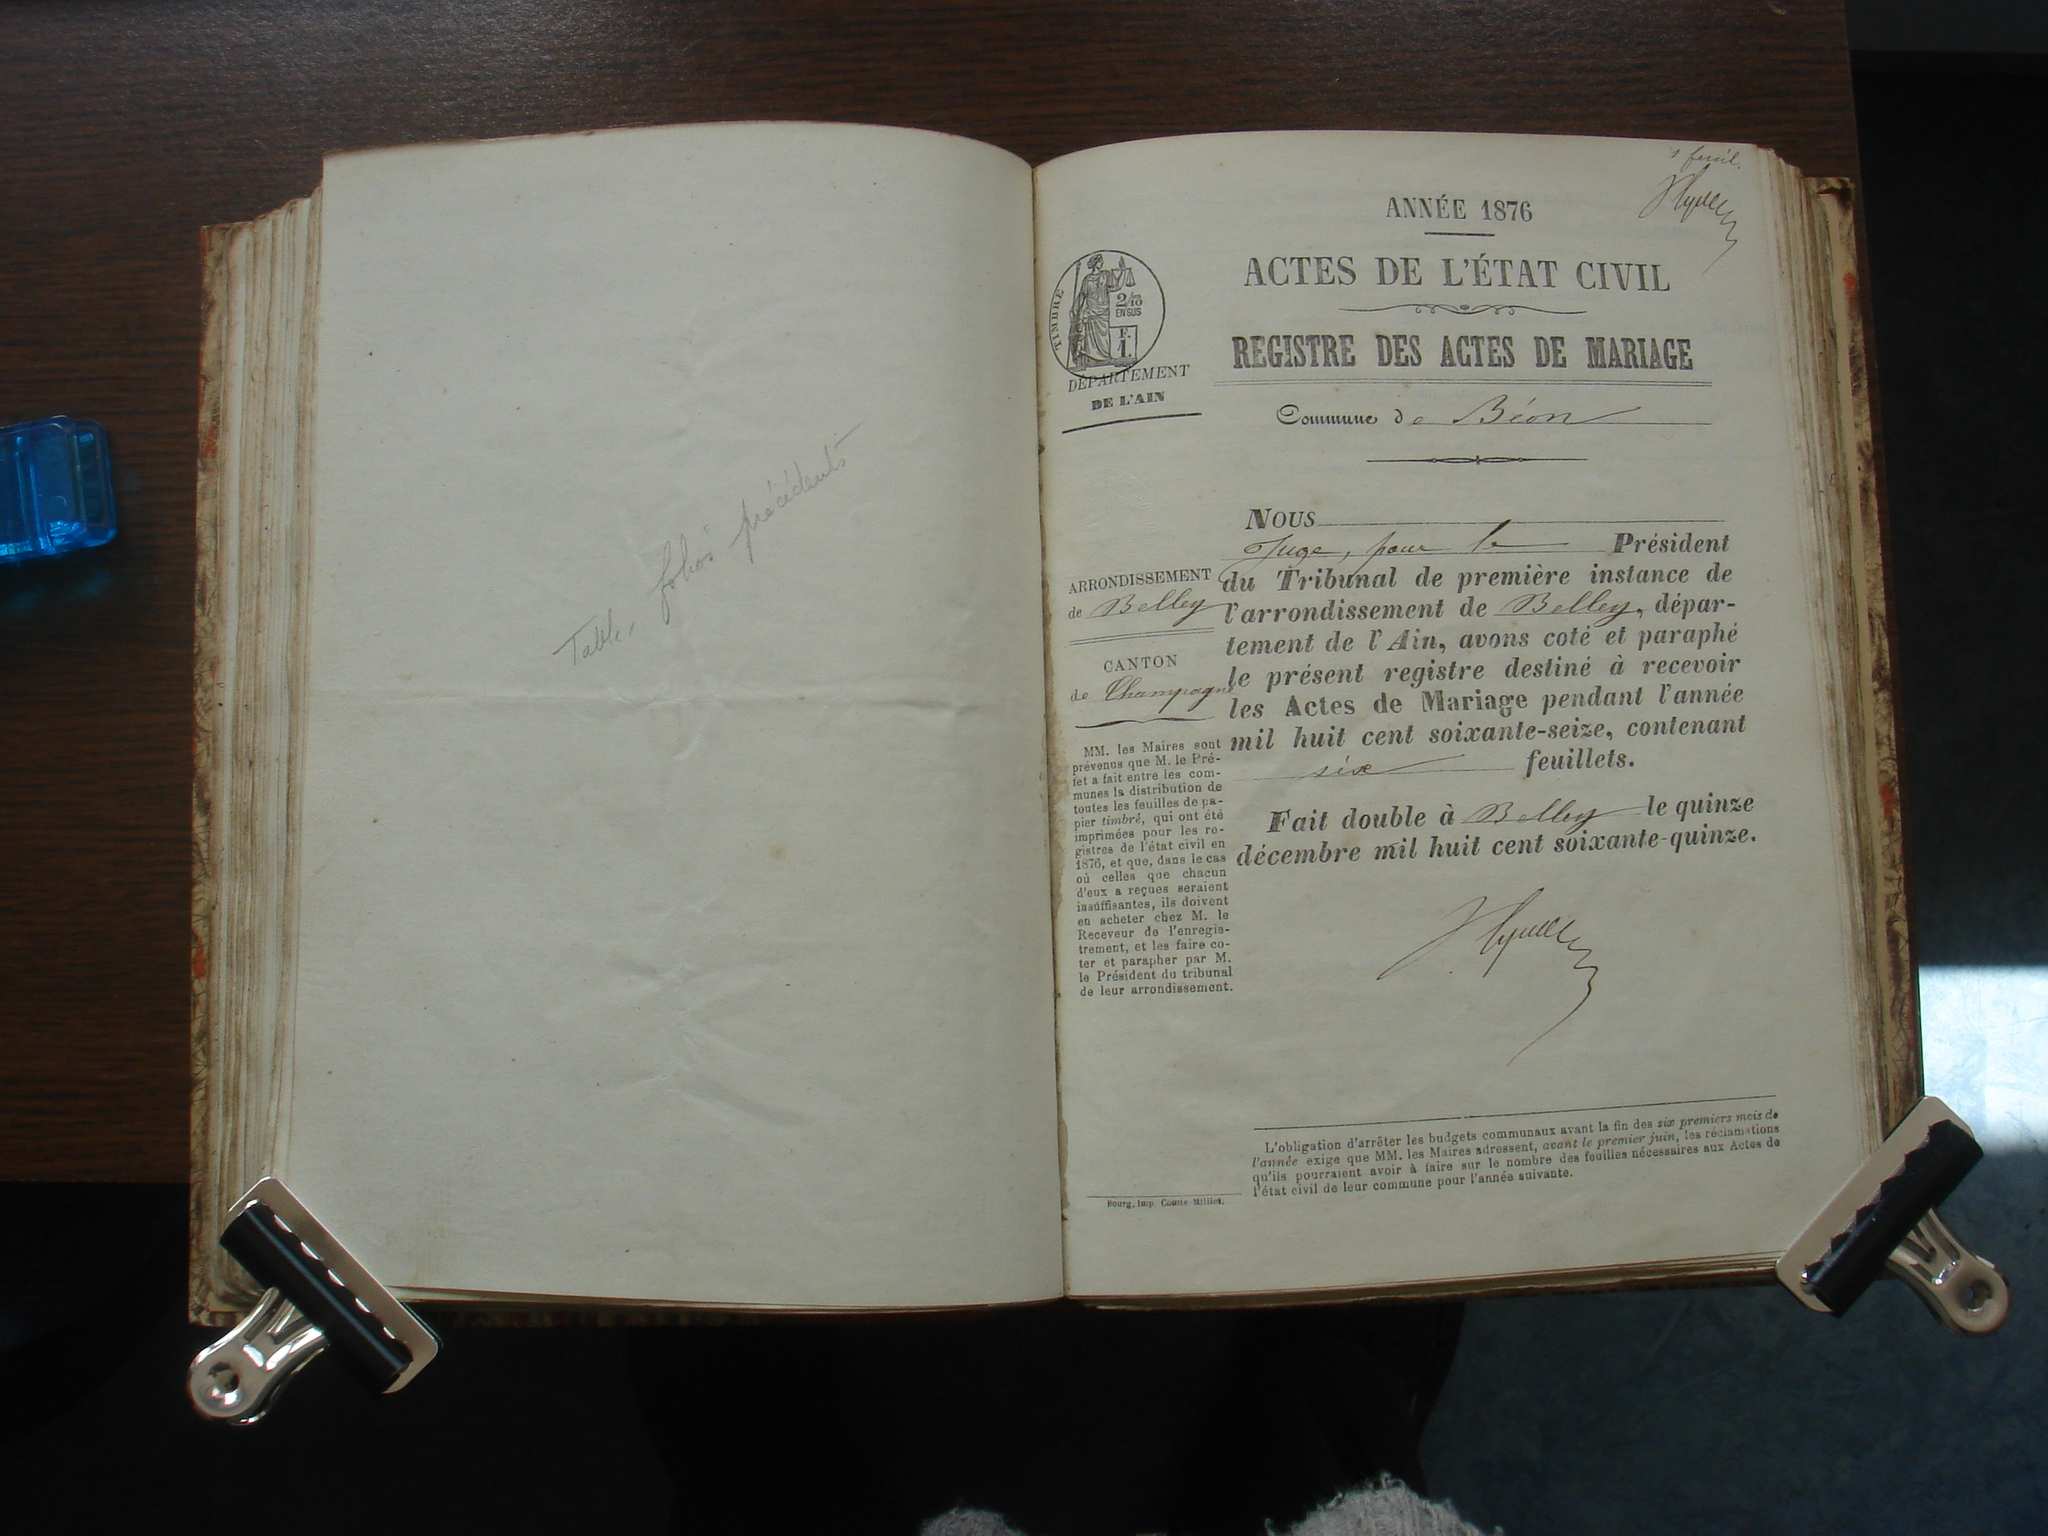 Table, folios précédents
1 feuil.
ANNÉE 1876
ACTES DE L'ÉTAT CIVIL
REGISTRE DES ACTES DE MARIAGE
Commune de Béon
TIMBRE
2/10
EN SUS
F.
1.
DÉPARTEMENT
DE L'AIN
ARRONDISSEMENT
de Belley
CANTON
de Champagne
MM. les Maires sont
prévenus que M. le Pré-
fet a fait entre les com-
munes la distribution de
toutes les feuilles de pa-
pier timbré, qui ont été
imprimées pour les re-
gistres de l'état civil en
1876, et que, dans le cas
où celles que chacun
d'eux a reçues seraient
insuffisantes, ils doivent
en acheter chez M. le
Receveur de l'enregis-
trement, et les faire co-
ter et parapher par M.
le Président du tribunal
de leur arrondissement.
NOUS
Juge, pour le Président
du Tribunal de première instance de
l'arrondissement de Belley, dépar-
tement de l'Ain, avons coté et paraphé
le présent registre destiné à recevoir
les Actes de Mariage pendant l'année
mil huit cent soixante-seize, contenant
six feuillets.
Fait double à Belley le quinze
décembre mil huit cent soixante-quinze.
L'obligation d'arrêter les budgets communaux avant la fin des six premiers mois de
l'année exige que MM. les Maires adressent, avant le premier juin, les réclamations
qu'ils pourraient avoir à faire sur le nombre des feuilles nécessaires aux Actes de
l'état civil de leur commune pour l'année suivante.
Bourg, Imp. Comte-Milliet.